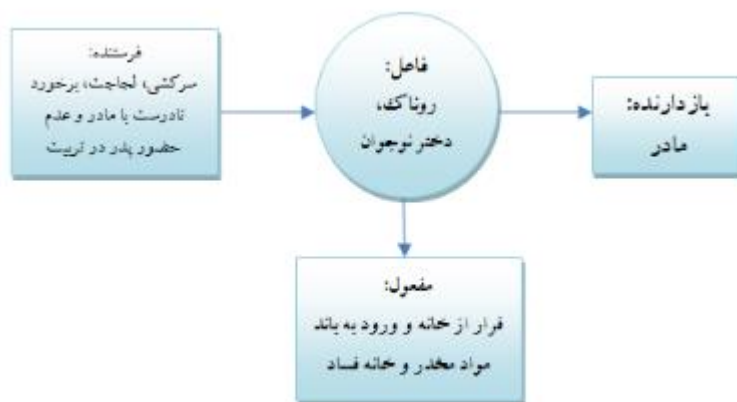 فرستنده:
سرکشی، لجاجت، برخورد
نادرست با مادر و عدم
حضور پدر در تربیت
فاعل:
روناک،
دختر نوجوان
بازدارنده:
مادر
مفعول:
فرار از خانه و ورود به باند
مواد مخدر و خانه فساد